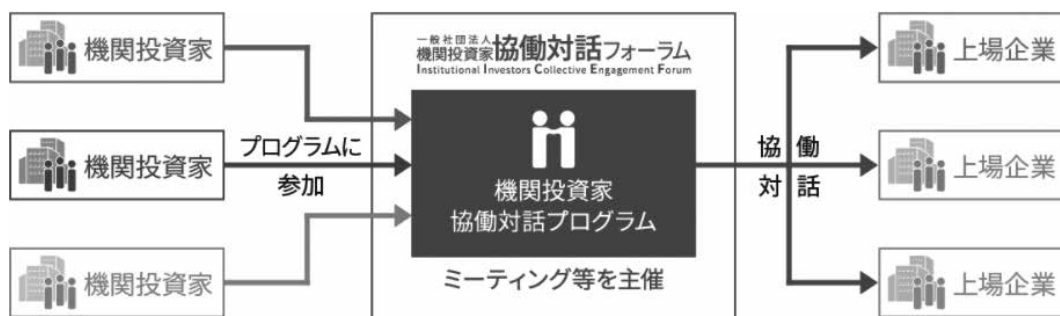 機関投資家
機関投資家
機関投資家
プログラムに
参加
一般社団法人
機関投資家協働対話フォーラム
Institutional Investors Collective Engagement Forum
機関投資家
協働対話プログラム
ミーティング等を主催
協働
対話
上場企業
上場企業
上場企業